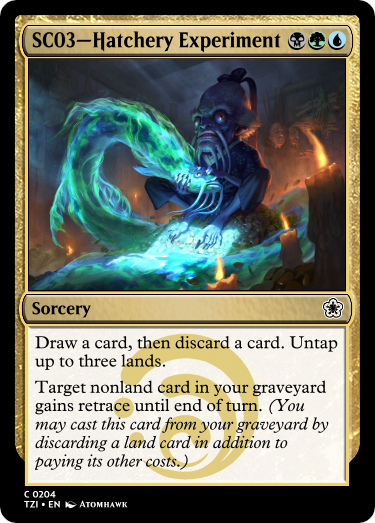 SC03—Hatchery Experiment
Sorcery
Draw a card, then discard a card. Untap
up to three lands.
Target nonland card in your graveyard
gains retrace until end of turn. (You
may cast this card from your graveyard by
discarding a land card in addition to
paying its other costs.)
C 0204
TZI • EN Atomhawk